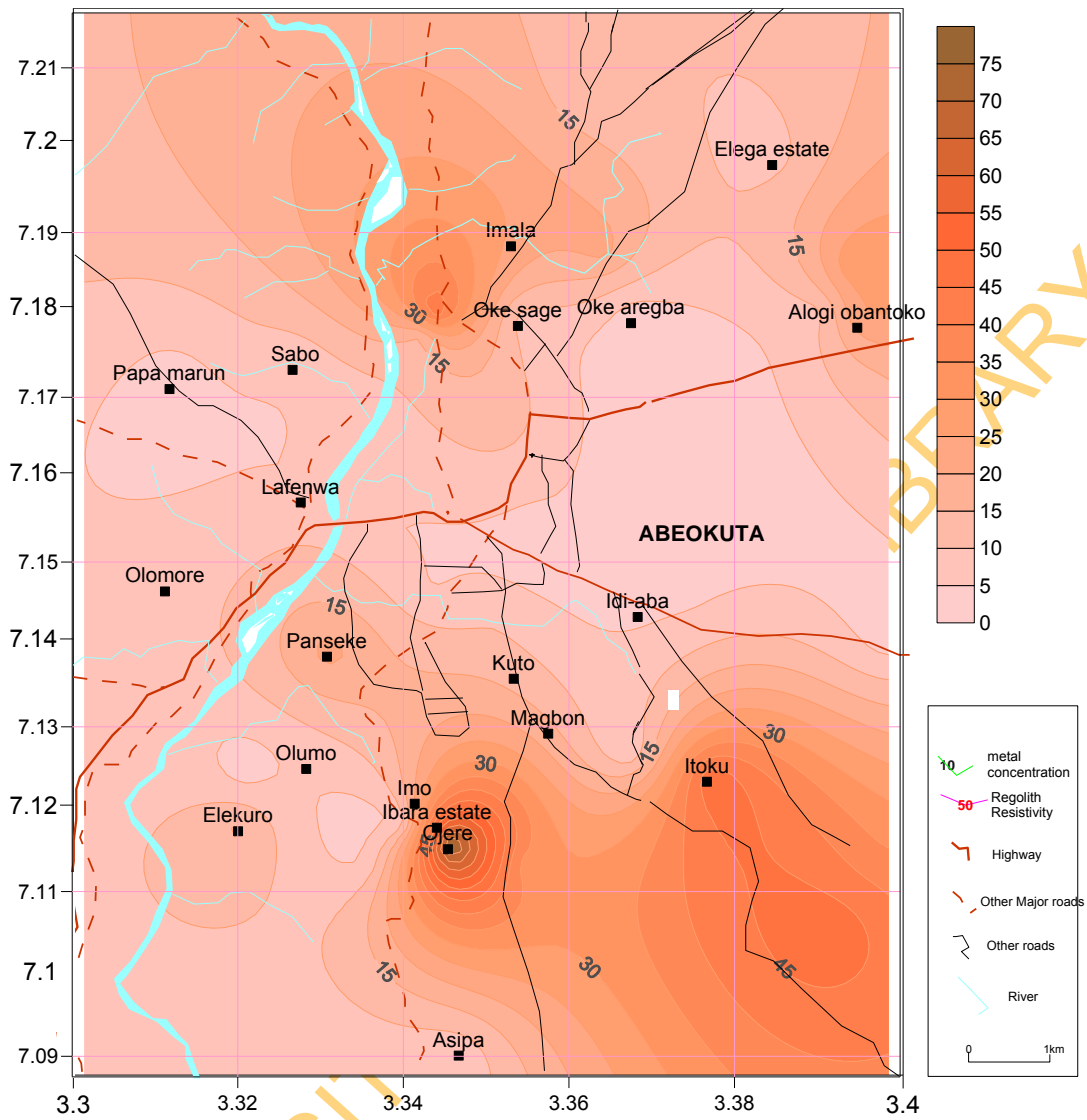 7.21
7.2
7.19
7.18
7.17
7.16
7.15
7.14
7.13
7.12
7.11
7.1
7.09
3.3
3.32
3.34
3.36
3.38
3.4
15
Elega estate
15
Imala
30
Oke sage
Oke aregba
Alogi obantoko
15
Sabo
Papa marun
Lafenwa
ABEOKUTA
Olomore
15
Idi-aba
Panseke
Kuto
Magbon
15
30
30
Olumo
Itoku
Imo
Ibara estate
Elekuro
Ojere
45
15
30
45
Asipa
75
70
65
60
55
50
45
40
35
30
25
20
15
10
5
0
10
metal
concentration
50
Regolith
Resistivity
Highway
Other Major roads
Other roads
River
0
1km